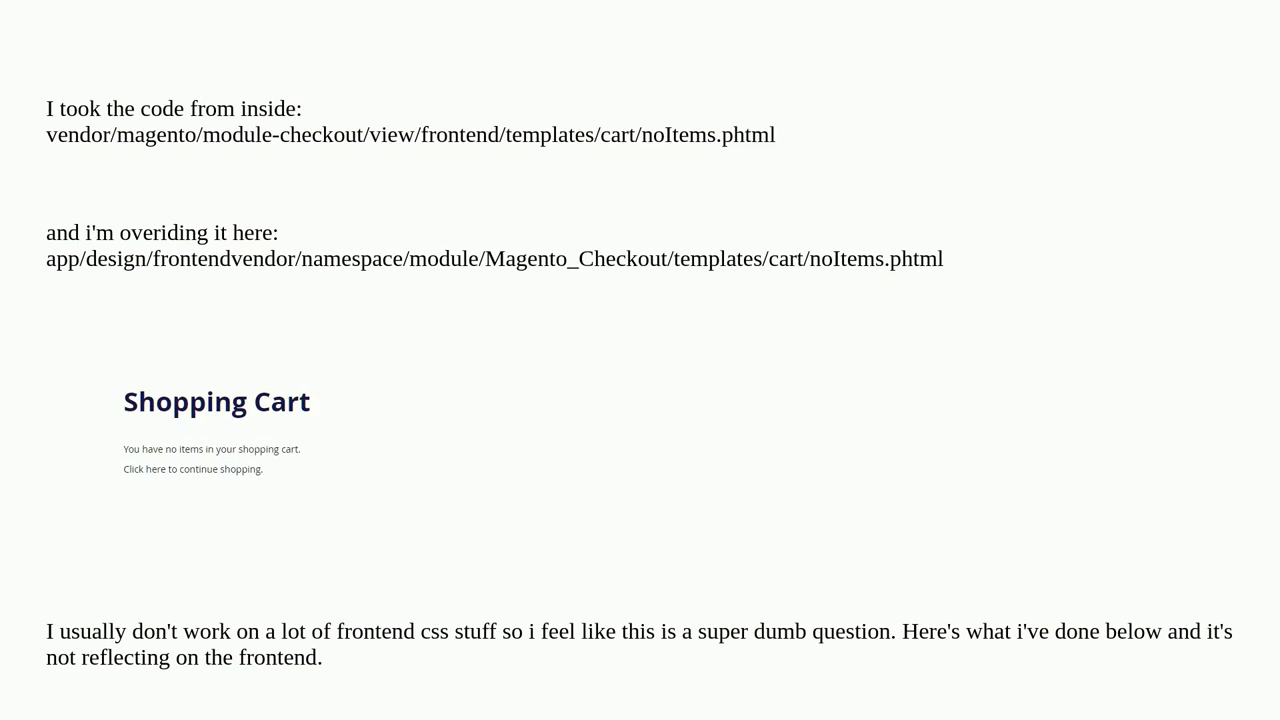 I took the code from inside:
vendor/magento/module-checkout/view/frontend/templates/cart/noItems.phtml
and i'm overiding it here:
app/design/frontendvendor/namespace/module/Magento_Checkout/templates/cart/noItems.phtml
Shopping Cart
You have no items in your shopping cart.
Click here to continue shopping.
I usually don't work on a lot of frontend css stuff so i feel like this is a super dumb question. Here's what i've done below and it's
not reflecting on the frontend.